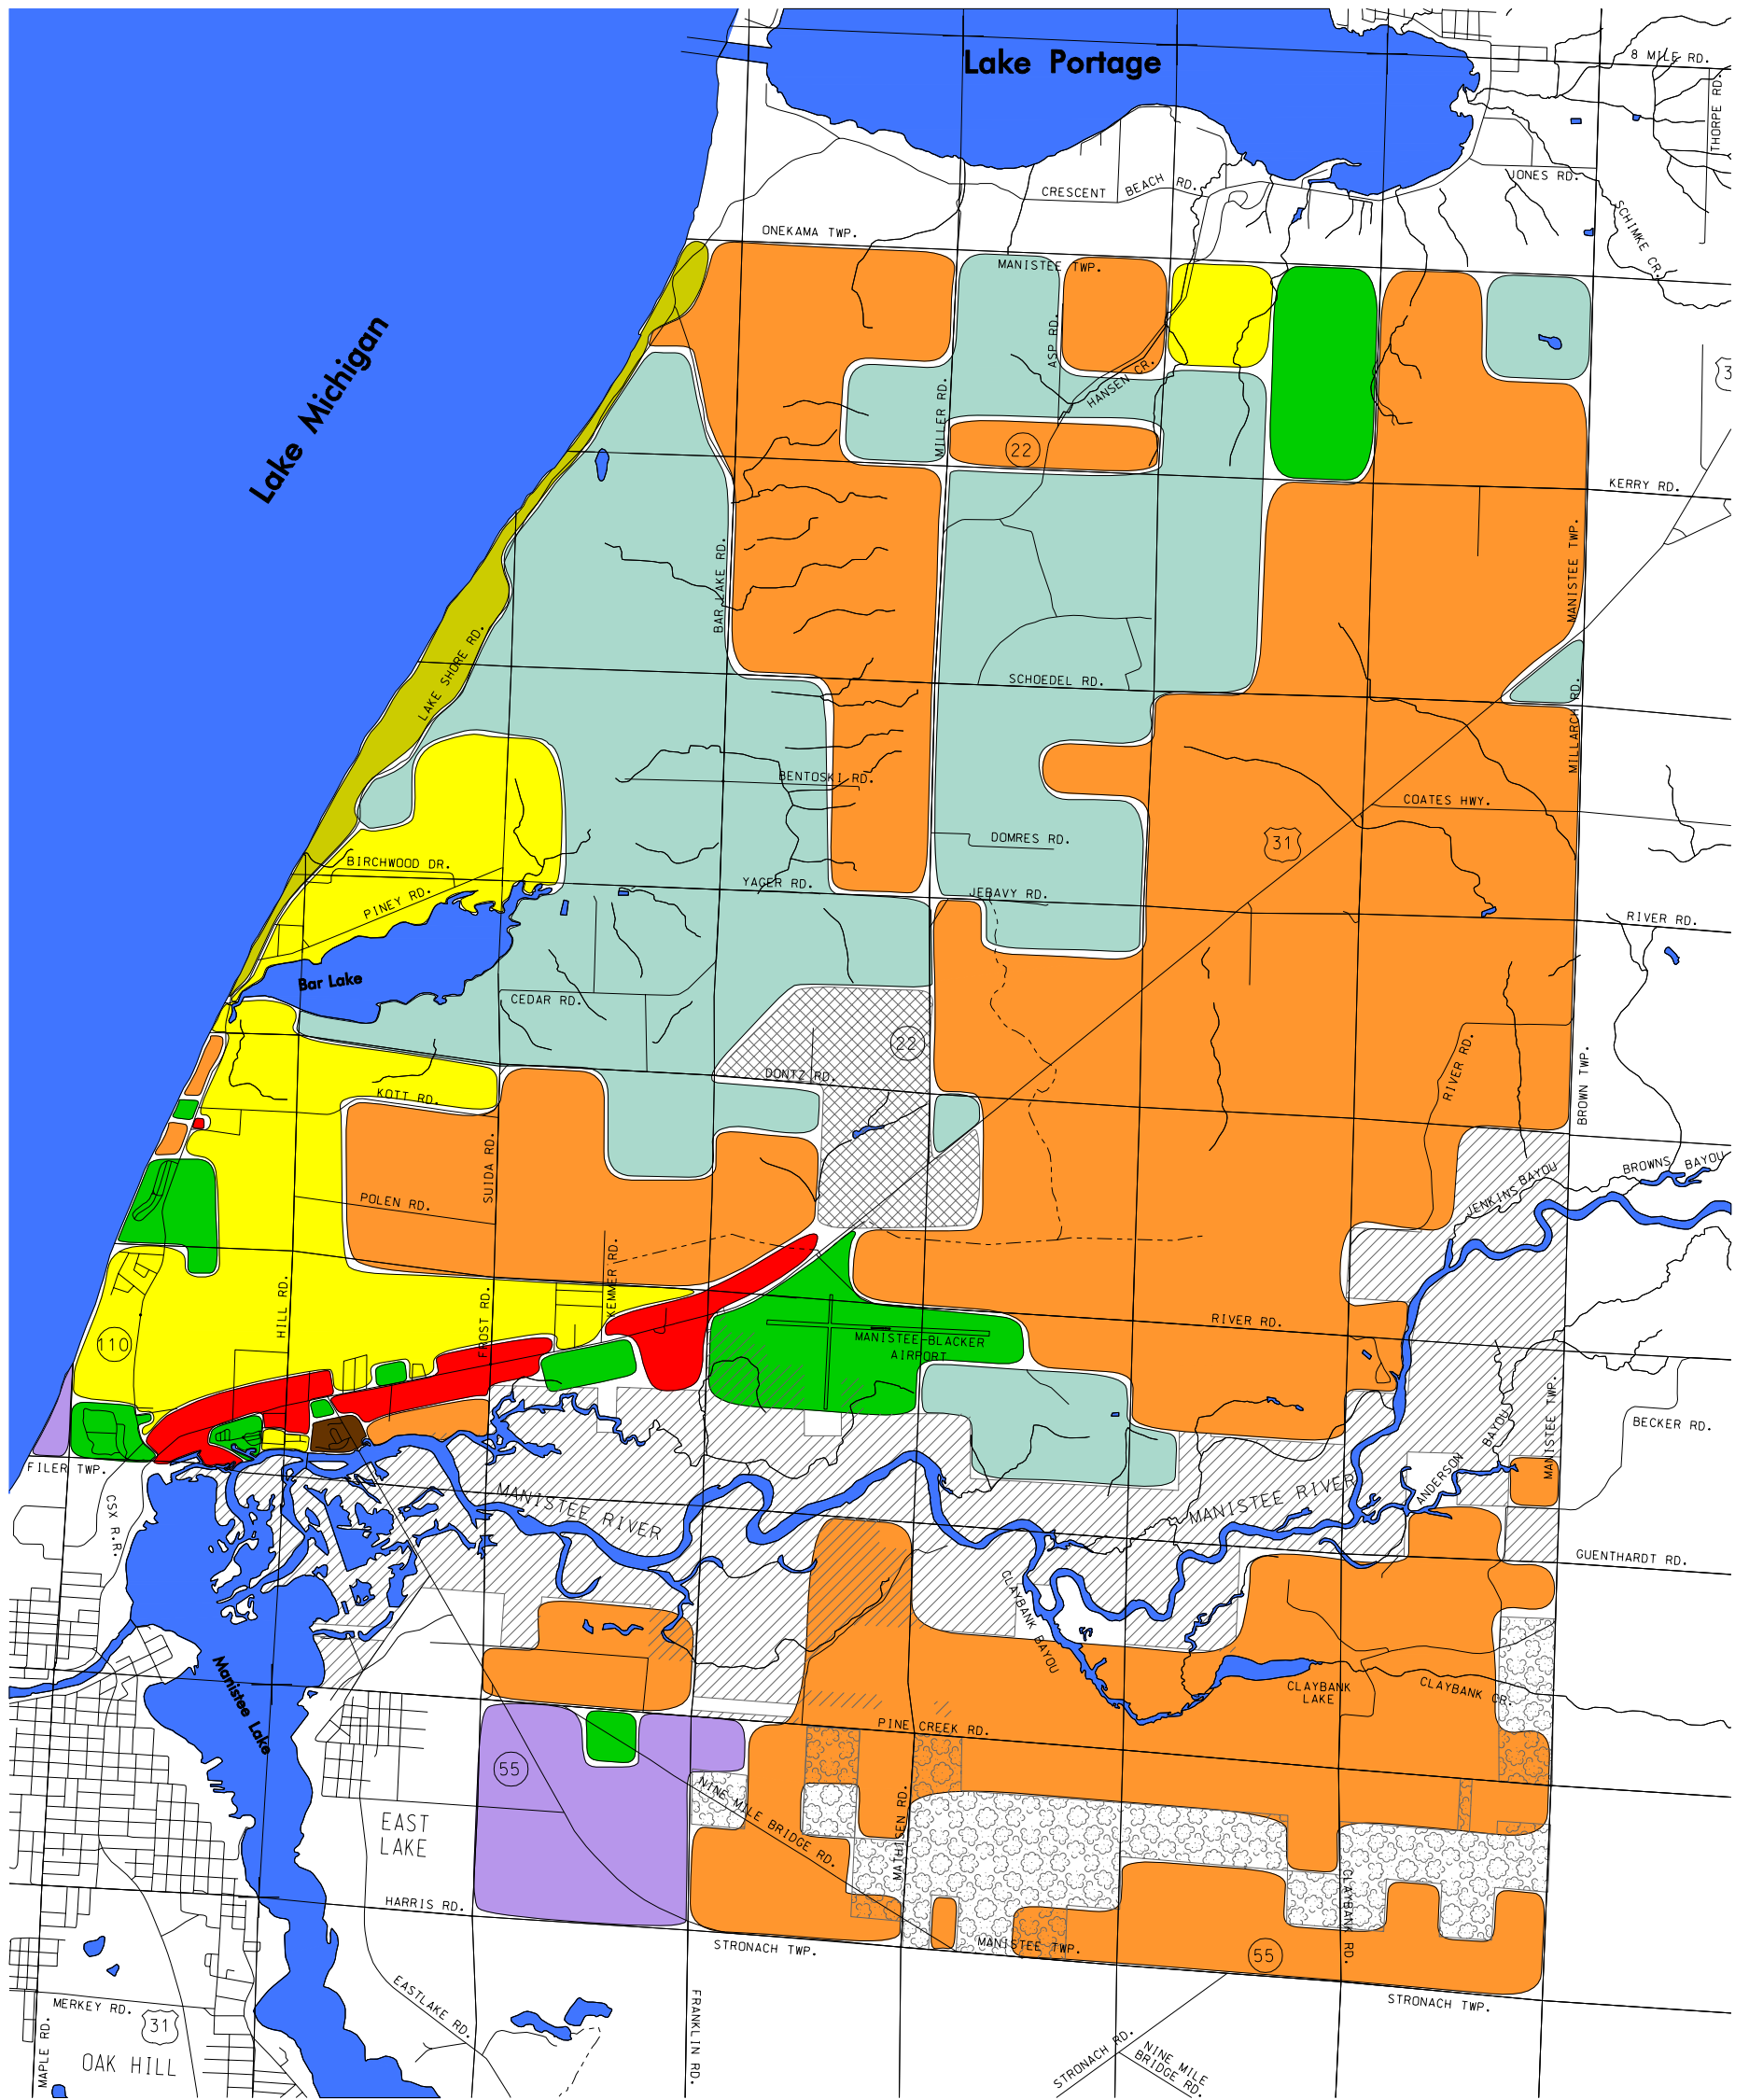 Lake Portage
8 MILE RD.
THORPE RD.
JONES RD.
CRESCENT BEACH RD.
SCHIMKE CR.
ONEKAMA TWP.
MANISTEE TWP.
ASP RD.
HANSEN CR.
Lake Michigan
3
MILLER RD.
22
KERRY RD.
MANISTEE TWP.
BAR LAKE RD.
LAKE SHORE RD.
SCHOEDEL RD.
MILLARCH RD.
BENTOSKI RD.
COATES HWY.
DOMRES RD.
31
BIRCHWOOD DR.
PINEY RD.
YAGER RD.
JEBAVY RD.
RIVER RD.
Bar Lake
CEDAR RD.
22
DONTZ RD.
RIVER RD.
BROWN TWP.
KOTT RD.
SUIDA RD.
POLEN RD.
BROWNS BAYOU
JENKINS BAYOU
KEMMER RD.
HILL RD.
FROST RD.
110
MANISTEE-BLACKER
AIRPORT
RIVER RD.
MANISTEE TWP.
BECKER RD.
FILER TWP.
CSX R.R.
MANISTEE RIVER
MANISTEE RIVER
ANDERSON BAYOU
GUENTHARDT RD.
CLAYBANK BAYOU
CLAYBANK
LAKE
CLAYBANK CR.
Manistee Lake
PINE CREEK RD.
55
NINE MILE BRIDGE RD.
MATHISEN RD.
EAST
LAKE
HARRIS RD.
CLAYBANK RD.
STRONACH TWP.
MANISTEE TWP.
55
EASTLAKE RD.
FRANKLIN RD.
STRONACH TWP.
MERKEY RD.
31
MAPLE RD.
OAK HILL
STRONACH RD.
NINE MILE
BRIDGE RD.